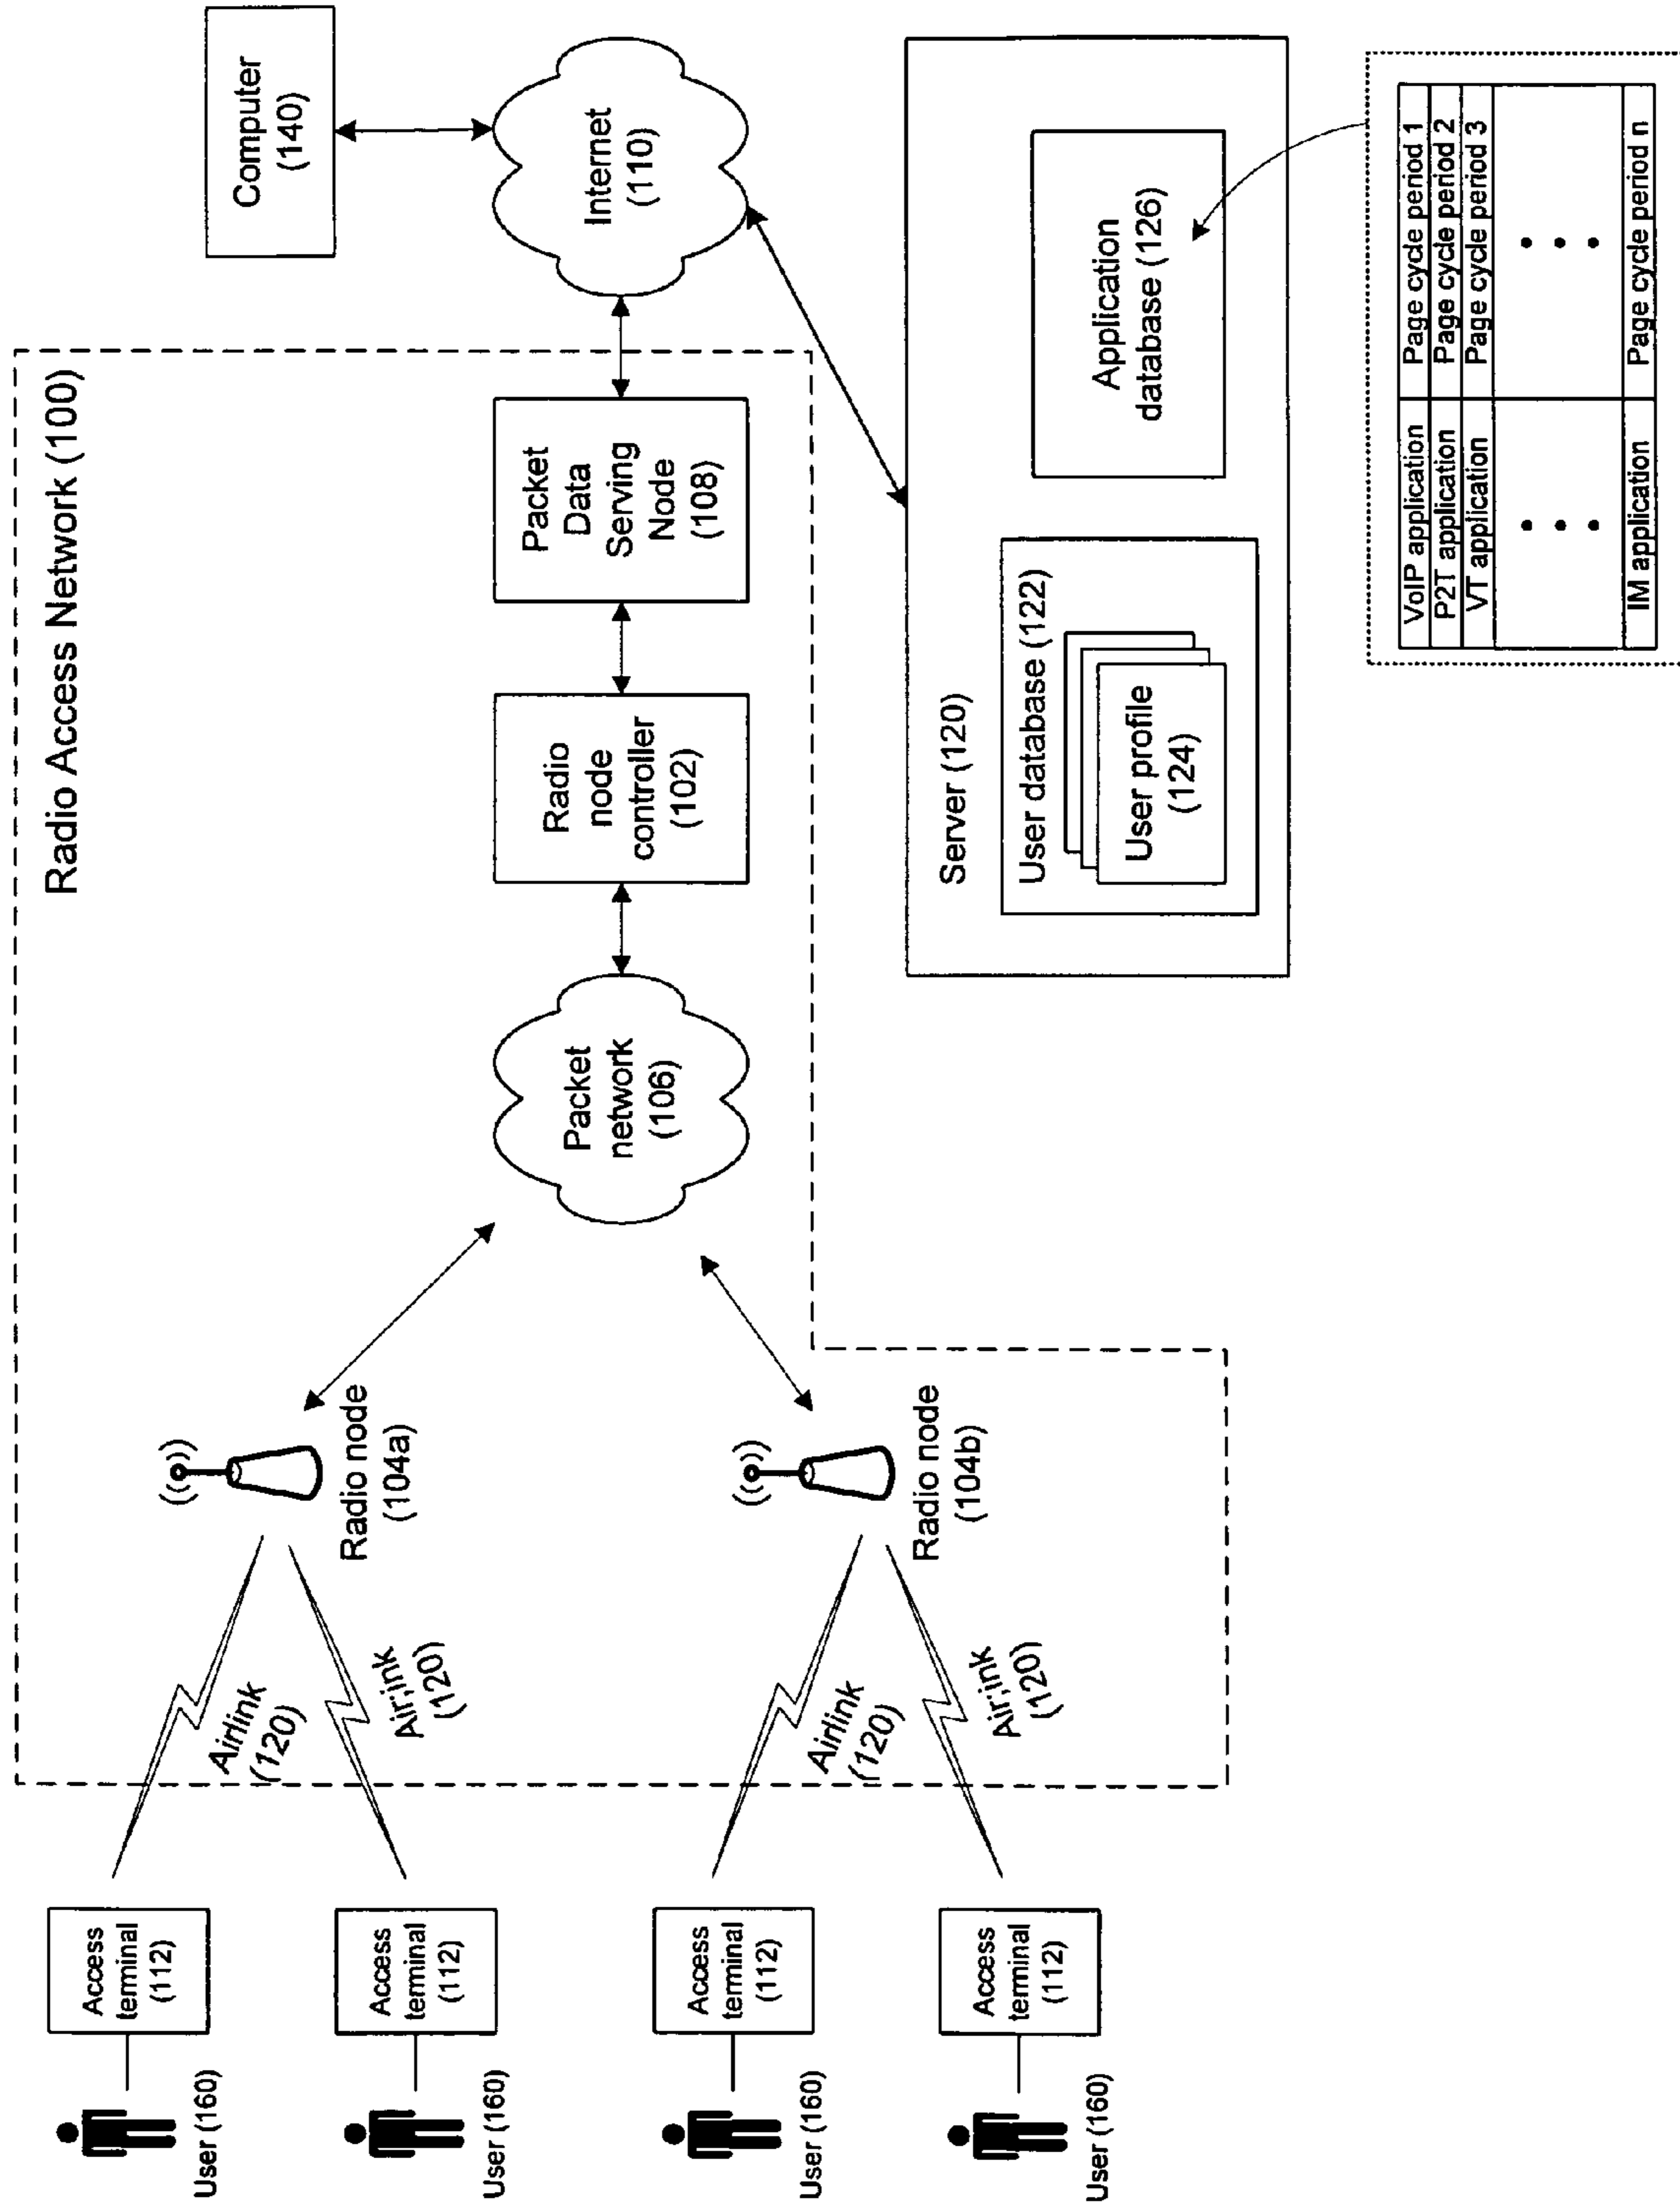 Radio Access Network (100)
User (160)
Access
terminal
(112)
User (160)
Access
terminal
(112)
User (160)
Access
terminal
(112)
User (160)
Access
terminal
(112)
Airlink
(120)
Air;ink
(120)
Airlink
(120)
Air;ink
(120)
Radio node
(104a)
Radio node
(104b)
Packet
network
(106)
Radio
node
controller
(102)
Packet
Data
Serving
Node
(108)
Internet
(110)
Computer
(140)
Server (120)
User database (122)
User profile
(124)
Application
database (126)
VoIP application Page cycle period 1
P2T application Page cycle period 2
VT application Page cycle period 3
IM application Page cycle period n